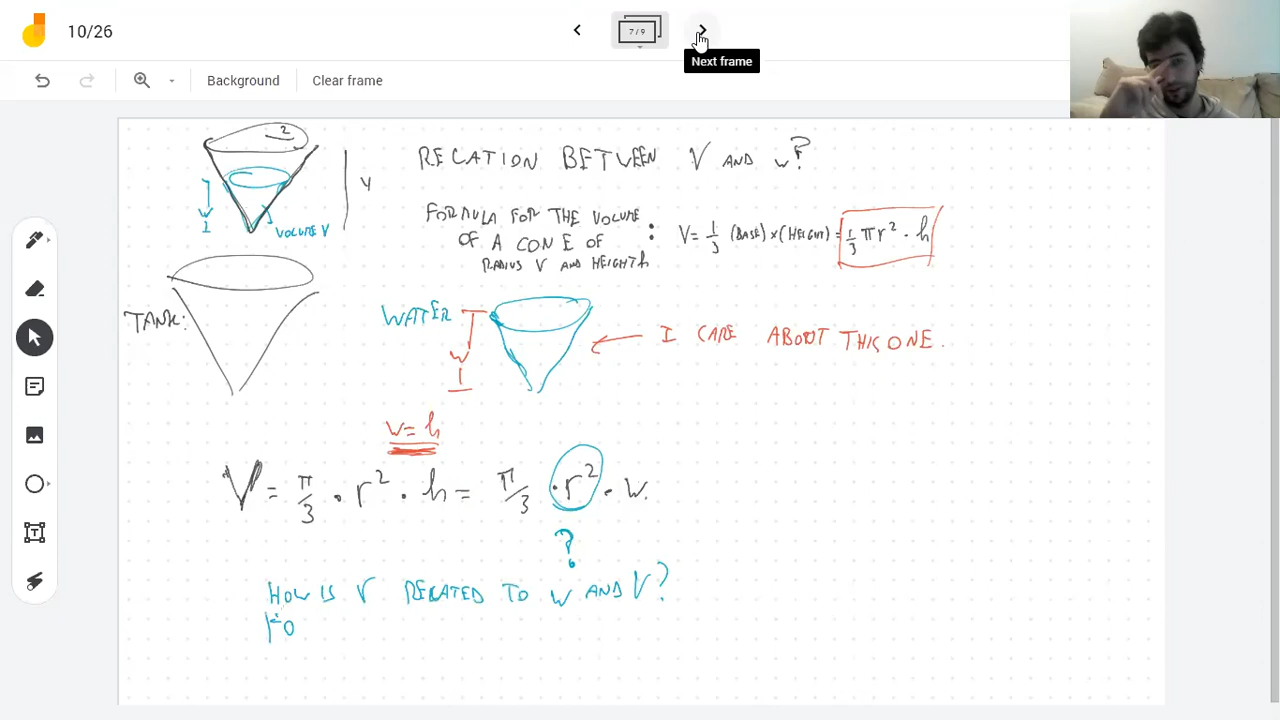 10/26
7/9
Next frame
Background
Clear frame
2
4
w
VOLUME V
RELATION BETWEEN V AND w?
FORMULA FOR THE VOLUME
OF A CONE OF
RADIUS r AND HEIGHT h
: V = 1/3 (BASE) × (HEIGHT) = 1/3 πr² · h
TANK:
WATER
w
I CARE ABOUT THIS ONE.
w = h
V = π/3 · r² · h = π/3 · r² · w.
?
HOW IS r RELATED TO w AND V?